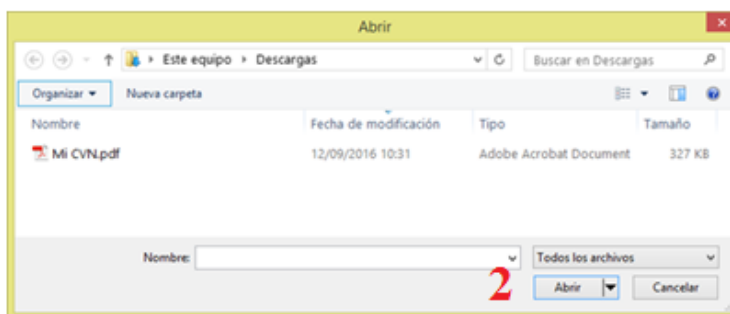 Abrir
Este equipo Descargas Buscar en Descargas
Organizar Nueva carpeta
Nombre Fecha de modificación Tipo Tamaño
Mi CVN.pdf 12/09/2016 10:31 Adobe Acrobat Document 327 KB
Nombre: Todos los archivos
2 Abrir Cancelar